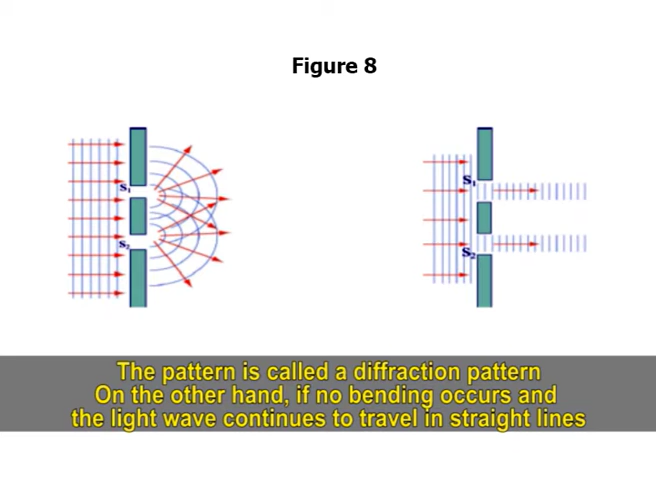 Figure 8
S1
S2
S1
S2
The pattern is called a diffraction pattern
On the other hand, if no bending occurs and
the light wave continues to travel in straight lines